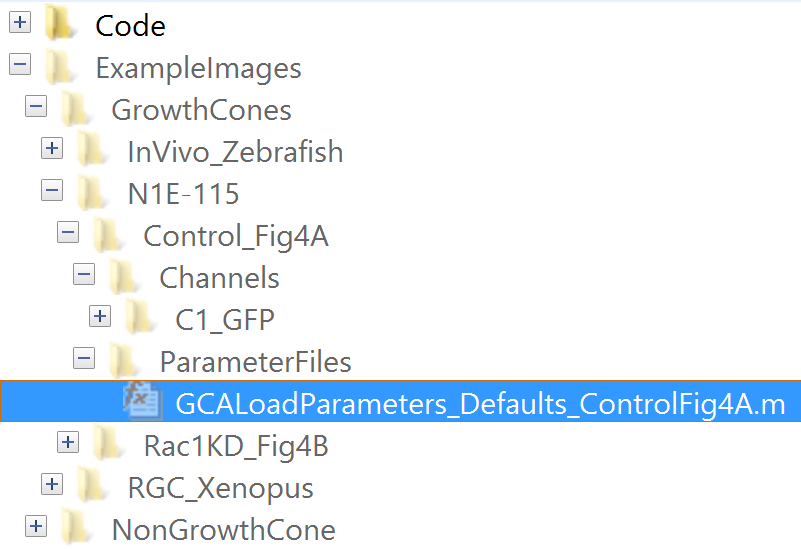 Code
ExampleImages
GrowthCones
InVivo_Zebrafish
N1E-115
Control_Fig4A
Channels
C1_GFP
ParameterFiles
GCALoadParameters_Defaults_ControlFig4A.m
Rac1KD_Fig4B
RGC_Xenopus
NonGrowthCone